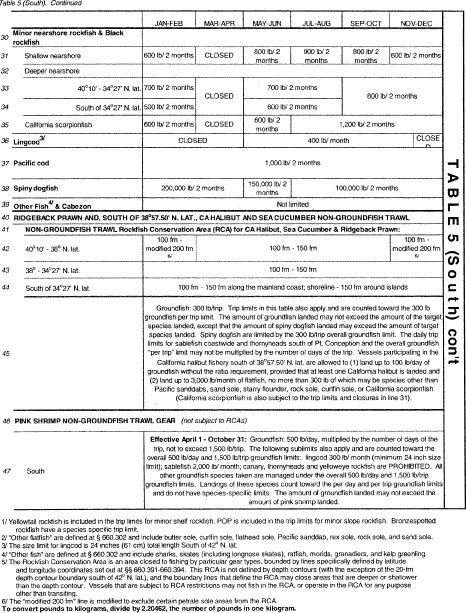 Table 5 (South). Continued
JAN-FEB MAR-APR MAY-JUN JUL-AUG SEP-OCT NOV-DEC
30 Minor nearshore rockfish & Black rockfish
31 Shallow nearshore 600 lb/ 2 months CLOSED 800 lb/ 2 months 900 lb/ 2 months 800 lb/ 2 months 600 lb/ 2 months
32 Deeper nearshore
33 40°10' - 34°27' N. lat. 700 lb/ 2 months CLOSED 700 lb/ 2 months 800 lb/ 2 months
34 South of 34°27' N. lat. 500 lb/ 2 months 600 lb/ 2 months
35 California scorpionfish 600 lb/ 2 months CLOSED 600 lb/ 2 months 1,200 lb/ 2 months
36 Lingcod3/ CLOSED 400 lb/ month CLOSE D
37 Pacific cod 1,000 lb/ 2 months
38 Spiny dogfish 200,000 lb/ 2 months 150,000 lb/ 2 months 100,000 lb/ 2 months
39 Other Fish4/ & Cabezon Not limited
40 RIDGEBACK PRAWN AND, SOUTH OF 38°57.50' N. LAT., CA HALIBUT AND SEA CUCUMBER NON-GROUNDFISH TRAWL
41 NON-GROUNDFISH TRAWL Rockfish Conservation Area (RCA) for CA Halibut, Sea Cucumber & Ridgeback Prawn:
42 40°10' - 38° N. lat. 100 fm - modified 200 fm 6/ 100 fm - 150 fm 100 fm - modified 200 fm 6/
43 38° - 34°27' N. lat. 100 fm - 150 fm
44 South of 34°27' N. lat. 100 fm - 150 fm along the mainland coast; shoreline - 150 fm around islands
45 Groundfish: 300 lb/trip. Trip limits in this table also apply and are counted toward the 300 lb
groundfish per trip limit. The amount of groundfish landed may not exceed the amount of the target
species landed, except that the amount of spiny dogfish landed may exceed the amount of target
species landed. Spiny dogfish are limited by the 300 lb/trip overall groundfish limit. The daily trip
limits for sablefish coastwide and thornyheads south of Pt. Conception and the overall groundfish
"per trip" limit may not be multiplied by the number of days of the trip. Vessels participating in the
California halibut fishery south of 38°57.50' N. lat. are allowed to (1) land up to 100 lb/day of
groundfish without the ratio requirement, provided that at least one California halibut is landed and
(2) land up to 3,000 lb/month of flatfish, no more than 300 lb of which may be species other than
Pacific sanddabs, sand sole, starry flounder, rock sole, curlfin sole, or California scorpionfish
(California scorpionfish is also subject to the trip limits and closures in line 31).
46 PINK SHRIMP NON-GROUNDFISH TRAWL GEAR (not subject to RCAs)
47 South Effective April 1 - October 31: Groundfish: 500 lb/day, multiplied by the number of days of the
trip, not to exceed 1,500 lb/trip. The following sublimits also apply and are counted toward the
overall 500 lb/day and 1,500 lb/trip groundfish limits: lingcod 300 lb/ month (minimum 24 inch size
limit); sablefish 2,000 lb/ month; canary, thornyheads and yelloweye rockfish are PROHIBITED. All
other groundfish species taken are managed under the overall 500 lb/day and 1,500 lb/trip
groundfish limits. Landings of these species count toward the per day and per trip groundfish limits
and do not have species-specific limits. The amount of groundfish landed may not exceed the
amount of pink shrimp landed.
TABLE 5 (South) con't
1/ Yellowtail rockfish is included in the trip limits for minor shelf rockfish. POP is included in the trip limits for minor slope rockfish. Bronzespotted
rockfish have a species specific trip limit.
2/ "Other flatfish" are defined at § 660.302 and include butter sole, curlfin sole, flathead sole, Pacific sanddab, rex sole, rock sole, and sand sole.
3/ The size limit for lingcod is 24 inches (61 cm) total length South of 42° N. lat.
4/ "Other fish" are defined at § 660.302 and include sharks, skates (including longnose skates), ratfish, morids, grenadiers, and kelp greenling.
5/ The Rockfish Conservation Area is an area closed to fishing by particular gear types, bounded by lines specifically defined by latitude
and longitude coordinates set out at §§ 660.391-660.394. This RCA is not defined by depth contours (with the exception of the 20-fm
depth contour boundary south of 42° N. lat.), and the boundary lines that define the RCA may close areas that are deeper or shallower
than the depth contour. Vessels that are subject to RCA restrictions may not fish in the RCA, or operate in the RCA for any purpose
other than transiting.
6/ The "modified 200 fm" line is modified to exclude certain petrale sole areas from the RCA.
To convert pounds to kilograms, divide by 2.20462, the number of pounds in one kilogram.